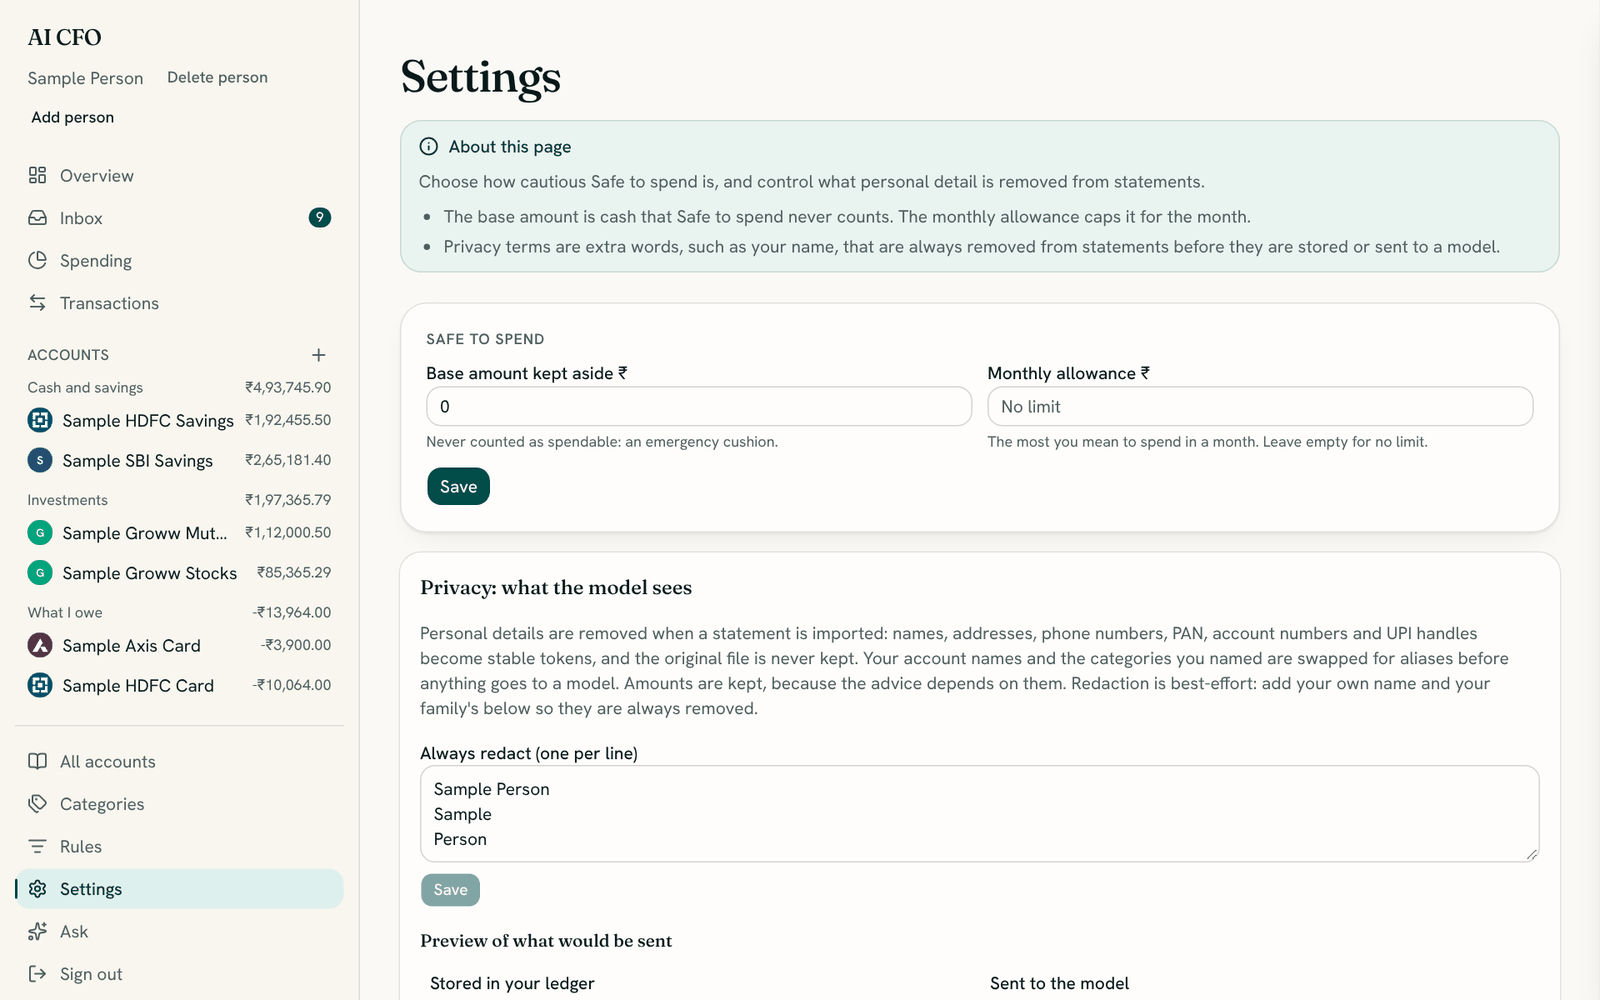 AI CFO
Sample Person Delete person
Add person
Overview
Inbox 9
Spending
Transactions
ACCOUNTS
Cash and savings ₹4,93,745.90
Sample HDFC Savings ₹1,92,455.50
S Sample SBI Savings ₹2,65,181.40
Investments ₹1,97,365.79
G Sample Groww Mut... ₹1,12,000.50
G Sample Groww Stocks ₹85,365.29
What I owe -₹13,964.00
Sample Axis Card -₹3,900.00
Sample HDFC Card -₹10,064.00
All accounts
Categories
Rules
Settings
Ask
Sign out
Settings
About this page
Choose how cautious Safe to spend is, and control what personal detail is removed from statements.
• The base amount is cash that Safe to spend never counts. The monthly allowance caps it for the month.
• Privacy terms are extra words, such as your name, that are always removed from statements before they are stored or sent to a model.
SAFE TO SPEND
Base amount kept aside ₹
0
Never counted as spendable: an emergency cushion.
Monthly allowance ₹
No limit
The most you mean to spend in a month. Leave empty for no limit.
Save
Privacy: what the model sees
Personal details are removed when a statement is imported: names, addresses, phone numbers, PAN, account numbers and UPI handles
become stable tokens, and the original file is never kept. Your account names and the categories you named are swapped for aliases before
anything goes to a model. Amounts are kept, because the advice depends on them. Redaction is best-effort: add your own name and your
family's below so they are always removed.
Always redact (one per line)
Sample Person
Sample
Person
Save
Preview of what would be sent
Stored in your ledger Sent to the model